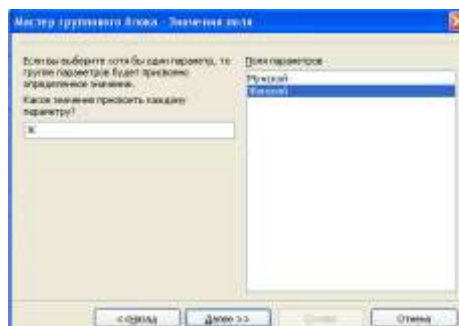 Мастер группового блока - Значения поля
Если вы выберите хотя бы один параметр, то
группе параметров будет присвоено
определенное значение.
Какое значение присвоить каждому
параметру?
Ж
Поля параметров
Мужской
Женский
<< Назад
Далее >>
Готово
Отмена